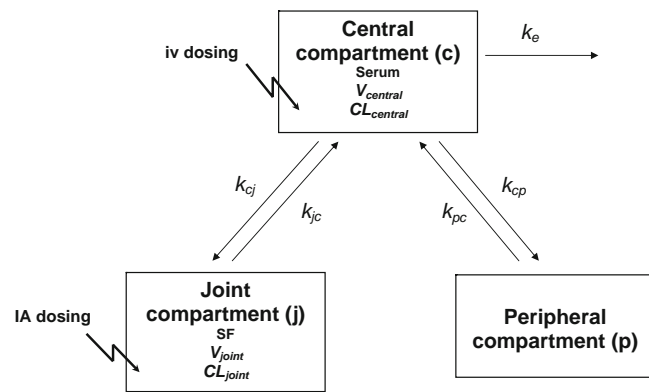 Central
compartment (c)
Serum
V_central
CL_central
k_e
iv dosing
k_cj
k_jc
k_cp
k_pc
IA dosing
Joint
compartment (j)
SF
V_joint
CL_joint
Peripheral
compartment (p)